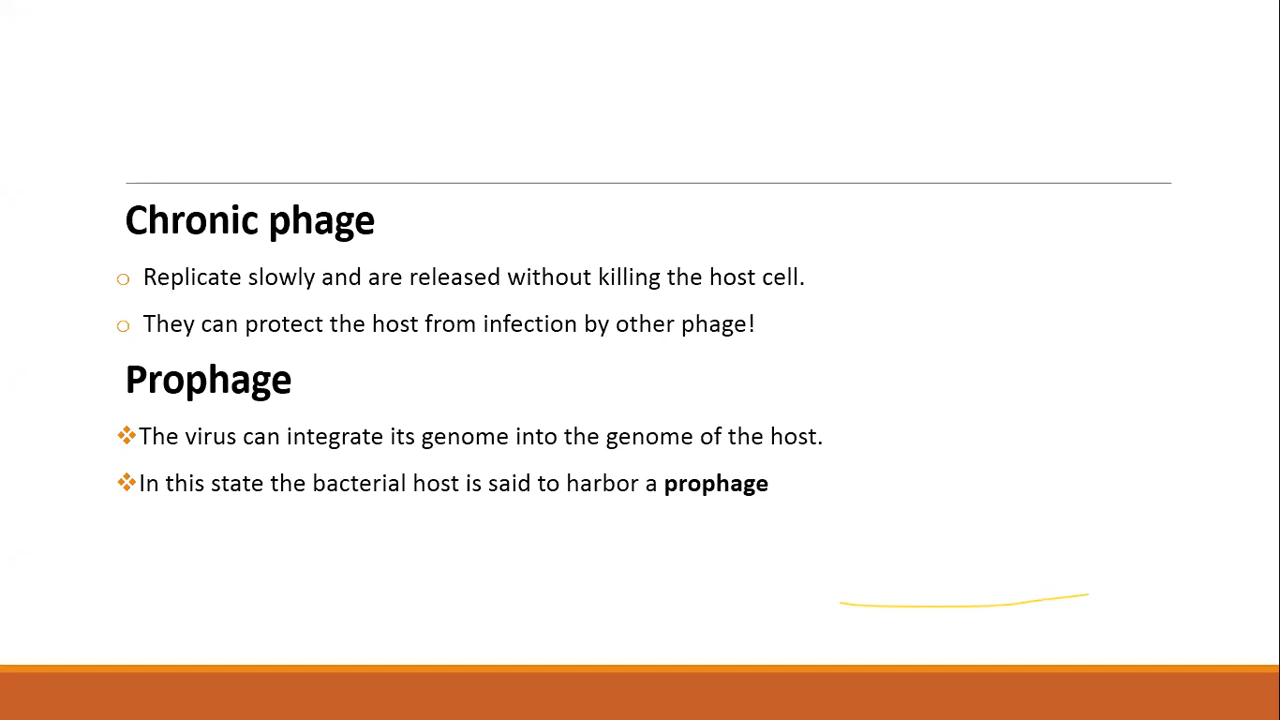 Chronic phage
Replicate slowly and are released without killing the host cell.
They can protect the host from infection by other phage!
Prophage
The virus can integrate its genome into the genome of the host.
In this state the bacterial host is said to harbor a prophage